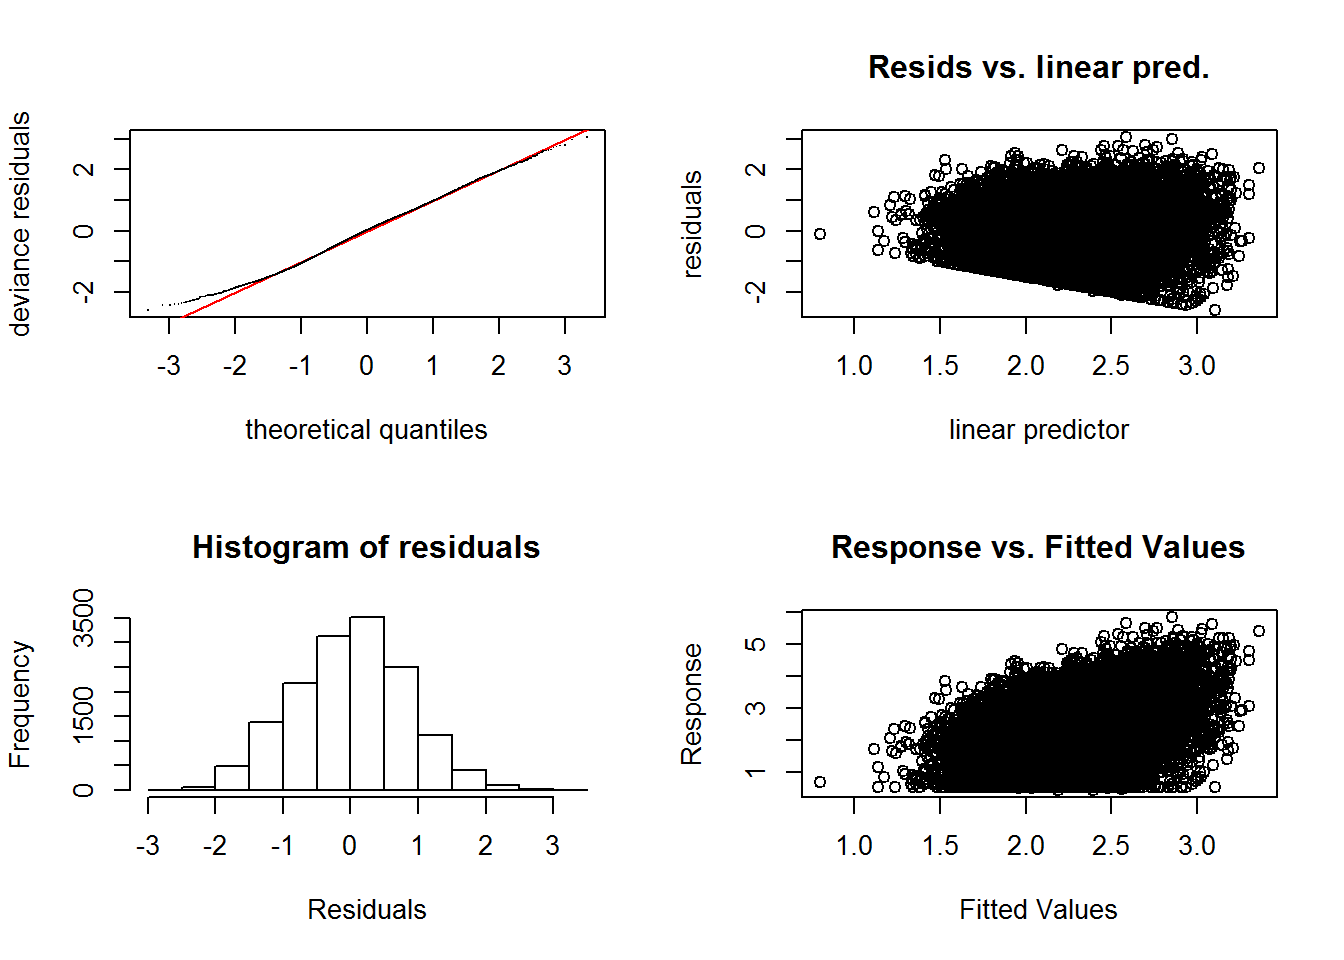 deviance residuals
2
0
-2
-3 -2 -1 0 1 2 3
theoretical quantiles
Resids vs. linear pred.
residuals
2
0
-2
1.0 1.5 2.0 2.5 3.0
linear predictor
Histogram of residuals
Frequency
3500
1500
0
-3 -2 -1 0 1 2 3
Residuals
Response vs. Fitted Values
Response
5
3
1
1.0 1.5 2.0 2.5 3.0
Fitted Values